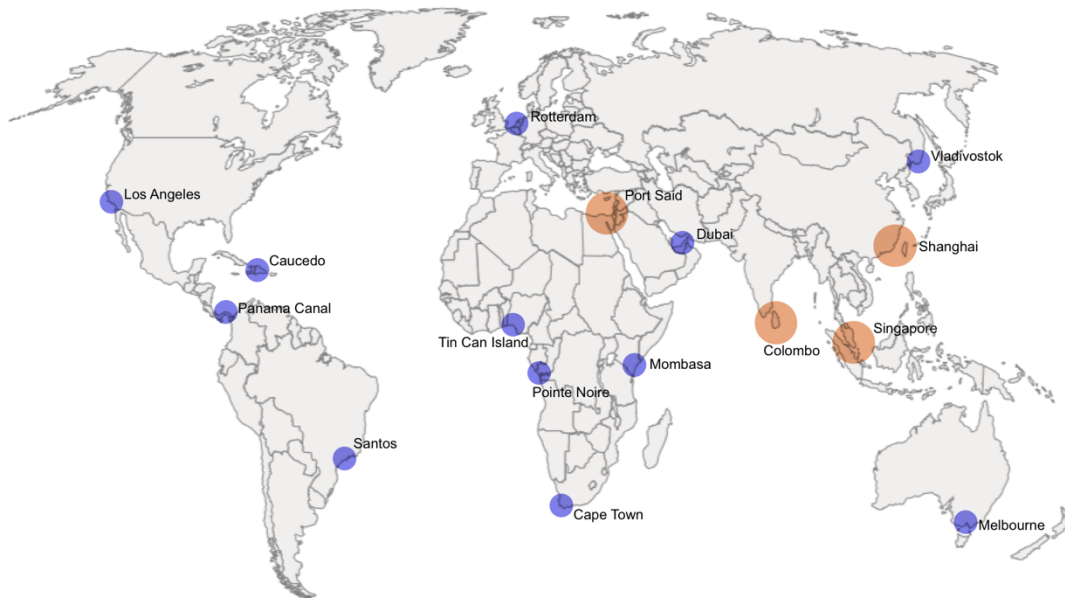 Rotterdam
Vladivostok
Los Angeles
Port Said
Dubai
Shanghai
Caucedo
Panama Canal
Singapore
Tin Can Island
Colombo
Mombasa
Pointe Noire
Santos
Cape Town
Melbourne